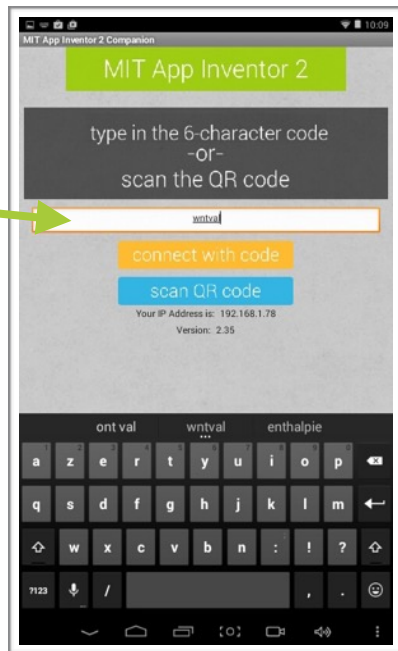 10:09
MIT App Inventor 2 Companion
MIT App Inventor 2
type in the 6-character code
-or-
scan the QR code
wntval
connect with code
scan QR code
Your IP Address is: 192.168.1.78
Version: 2.35
ont val wntval enthalpie
a z e r t y u i o p
q s d f g h j k l m
w x c v b n : ! ?
?123 / , .